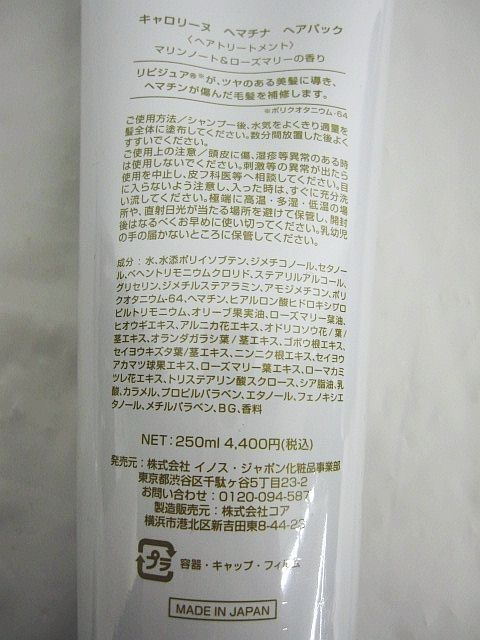 キャロリーヌ　ヘマチナ　ヘアパック
〈ヘアトリートメント〉
マリンノート&ローズマリーの香り
リピジュア®※が、ツヤのある美髪に導き、
ヘマチンが傷んだ毛髪を補修します。
※ポリクオタニウム-64
ご使用方法／シャンプー後、水気をよくきり適量を
髪全体に塗布してください。数分間放置した後よく
すすいでください。
ご使用上の注意／頭皮に傷、湿疹等異常のある時
は使用しないでください。刺激等の異常が出たら
使用を中止し、皮フ科医等へ相談してください。目
に入らないよう注意し、入った時は、すぐに充分洗
い流してください。極端に高温・多湿・低温の場
所や、直射日光が当たる場所を避けて保管し、開封
後はなるべくお早めに使い切ってください。乳幼児
の手の届かないところに保管してください。
成分：水、水添ポリイソブテン、ジメチコノール、セタノー
ル、ベヘントリモニウムクロリド、ステアリルアルコール、
グリセリン、ジメチルステアラミン、アモジメチコン、ポリ
クオタニウム-64、ヘマチン、ヒアルロン酸ヒドロキシプロ
ピルトリモニウム、オリーブ果実油、ローズマリー葉油、
ヒオウギエキス、アルニカ花エキス、オドリコソウ花/葉/
茎エキス、オランダガラシ葉/茎エキス、ゴボウ根エキス、
セイヨウキズタ葉/茎エキス、ニンニク根エキス、セイヨウ
アカマツ球果エキス、ローズマリー葉エキス、ローマカミ
ツレ花エキス、トリステアリン酸スクロース、シア脂油、乳
酸、カラメル、プロピルパラベン、エタノール、フェノキシエ
タノール、メチルパラベン、BG、香料
NET：250ml 4,400円(税込)
発売元：株式会社 イノス・ジャポン化粧品事業部
東京都渋谷区千駄ヶ谷5丁目23-2
お問い合わせ：0120-094-587
製造販売元：株式会社コア
横浜市港北区新吉田東8-44-23
プラ 容器・キャップ・フィルム
MADE IN JAPAN